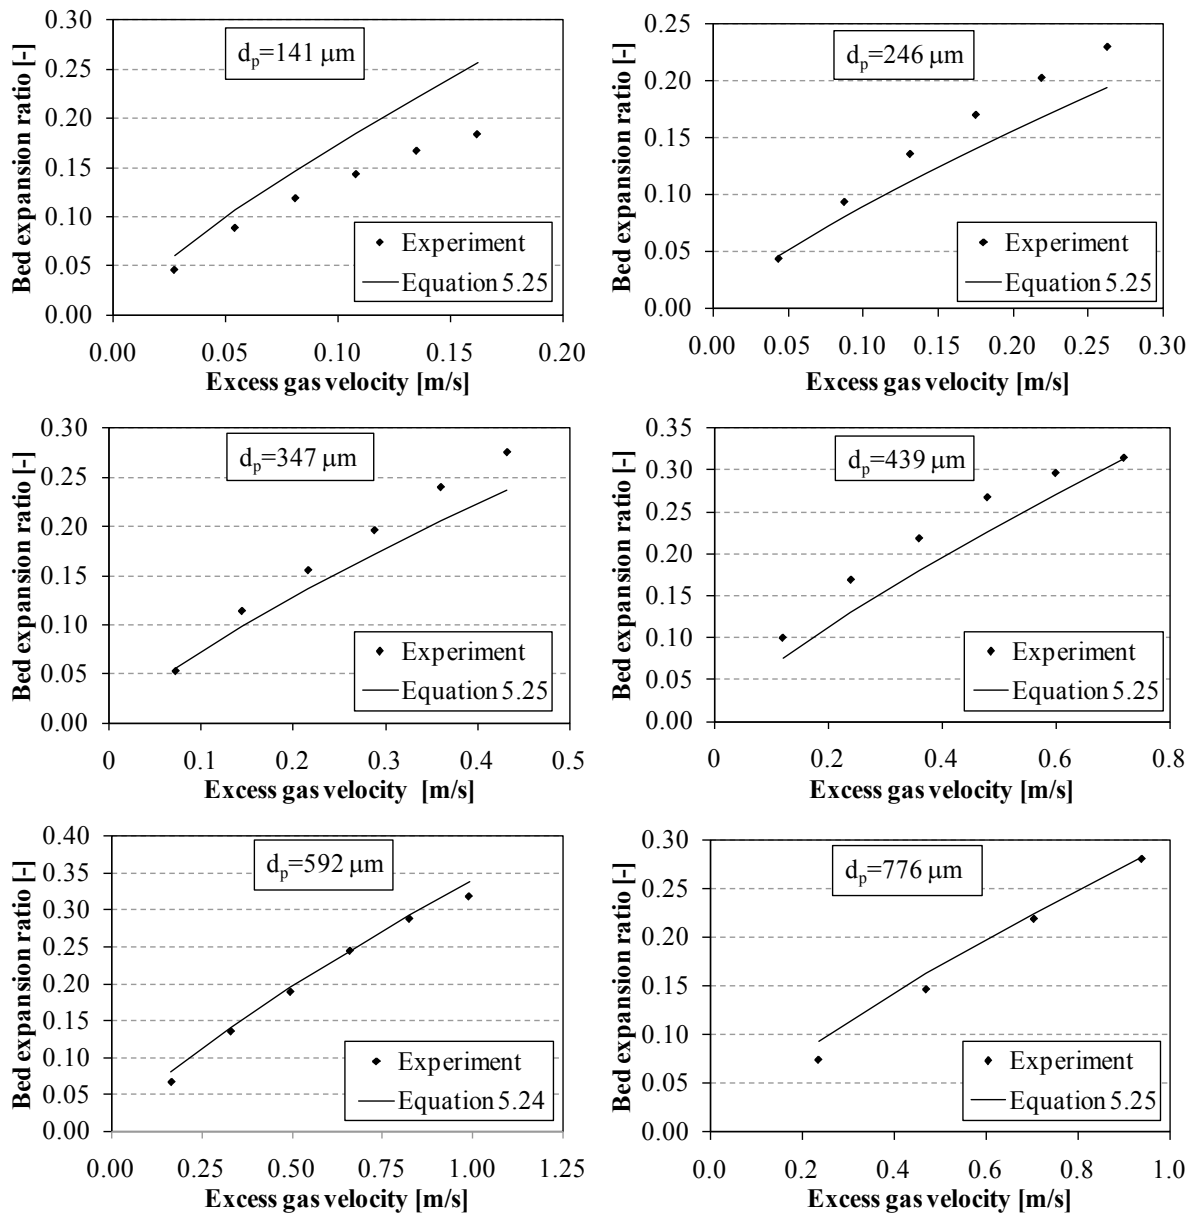 Bed expansion ratio [-]
0.30
0.25
0.20
0.15
0.10
0.05
0.00
dp=141 μm
Experiment
Equation 5.25
0.00 0.05 0.10 0.15 0.20
Excess gas velocity [m/s]
Bed expansion ratio [-]
0.25
0.20
0.15
0.10
0.05
0.00
dp=246 μm
Experiment
Equation 5.25
0.00 0.05 0.10 0.15 0.20 0.25 0.30
Excess gas velocity [m/s]
Bed expansion ratio [-]
0.30
0.25
0.20
0.15
0.10
0.05
0.00
dp=347 μm
Experiment
Equation 5.25
0 0.1 0.2 0.3 0.4 0.5
Excess gas velocity [m/s]
Bed expansion ratio [-]
0.35
0.30
0.25
0.20
0.15
0.10
0.05
0.00
dp=439 μm
Experiment
Equation 5.25
0 0.2 0.4 0.6 0.8
Excess gas velocity [m/s]
Bed expansion ratio [-]
0.40
0.35
0.30
0.25
0.20
0.15
0.10
0.05
0.00
dp=592 μm
Experiment
Equation 5.24
0.00 0.25 0.50 0.75 1.00 1.25
Excess gas velocity [m/s]
Bed expansion ratio [-]
0.30
0.25
0.20
0.15
0.10
0.05
0.00
dp=776 μm
Experiment
Equation 5.25
0.0 0.2 0.4 0.6 0.8 1.0
Excess gas velocity [m/s]